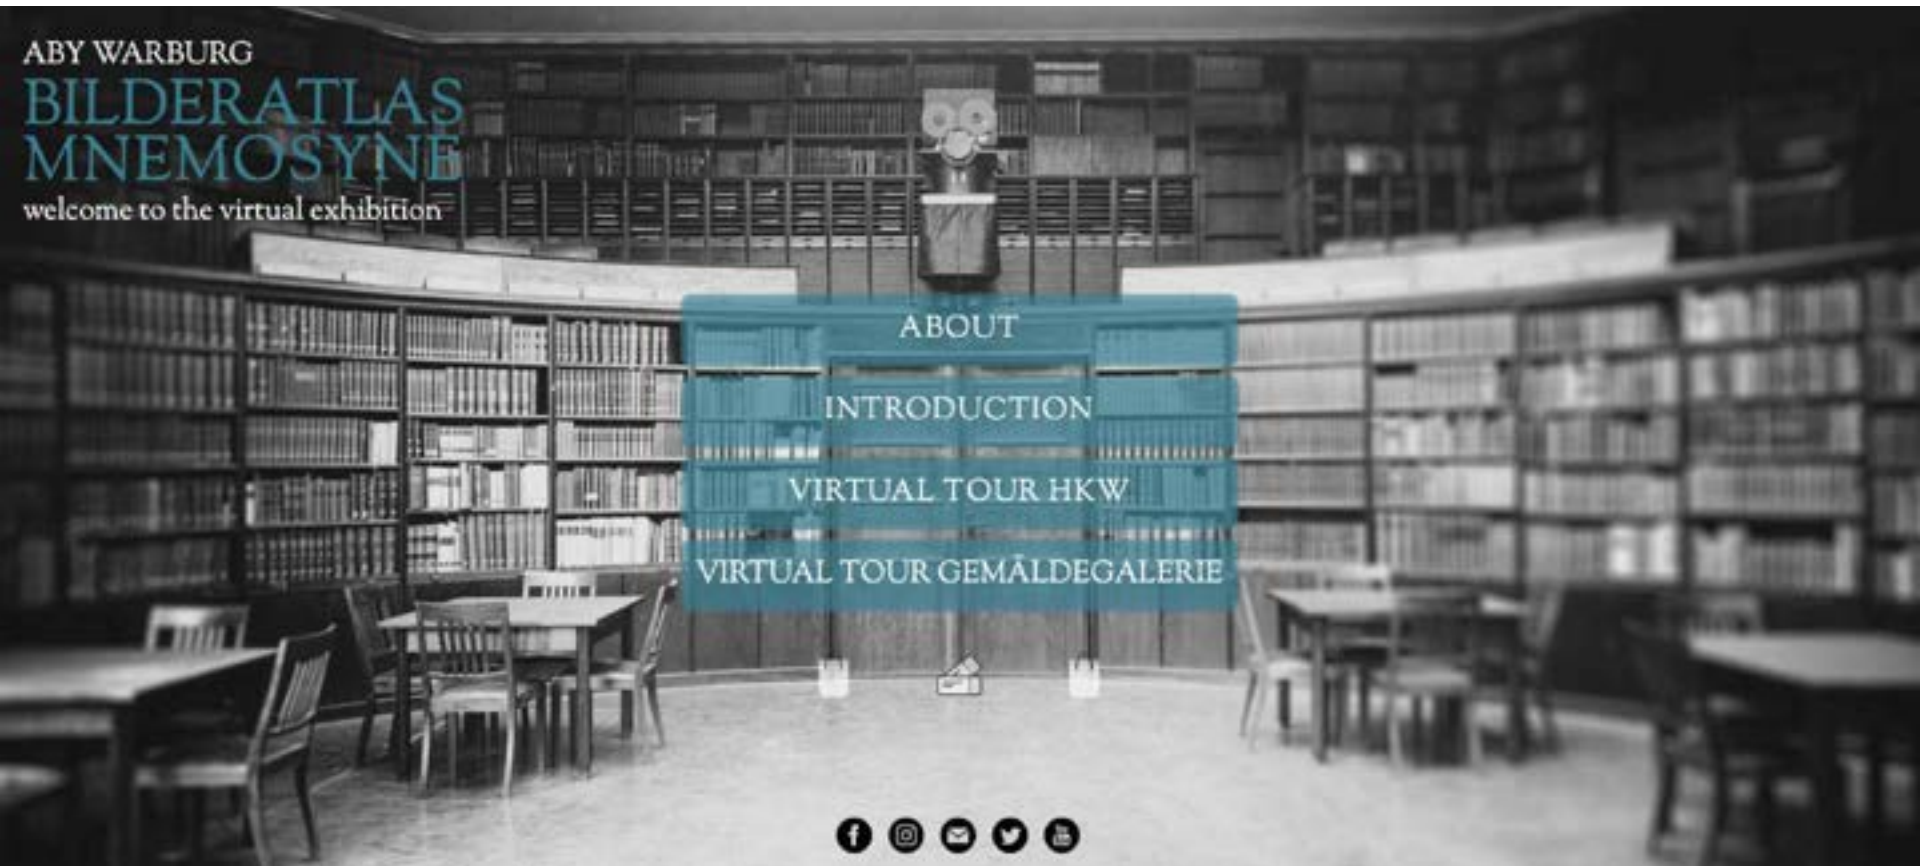 ABY WARBURG
BILDERATLAS
MNEMOSYNE
welcome to the virtual exhibition
ABOUT
INTRODUCTION
VIRTUAL TOUR HKW
VIRTUAL TOUR GEMÄLDEGALERIE